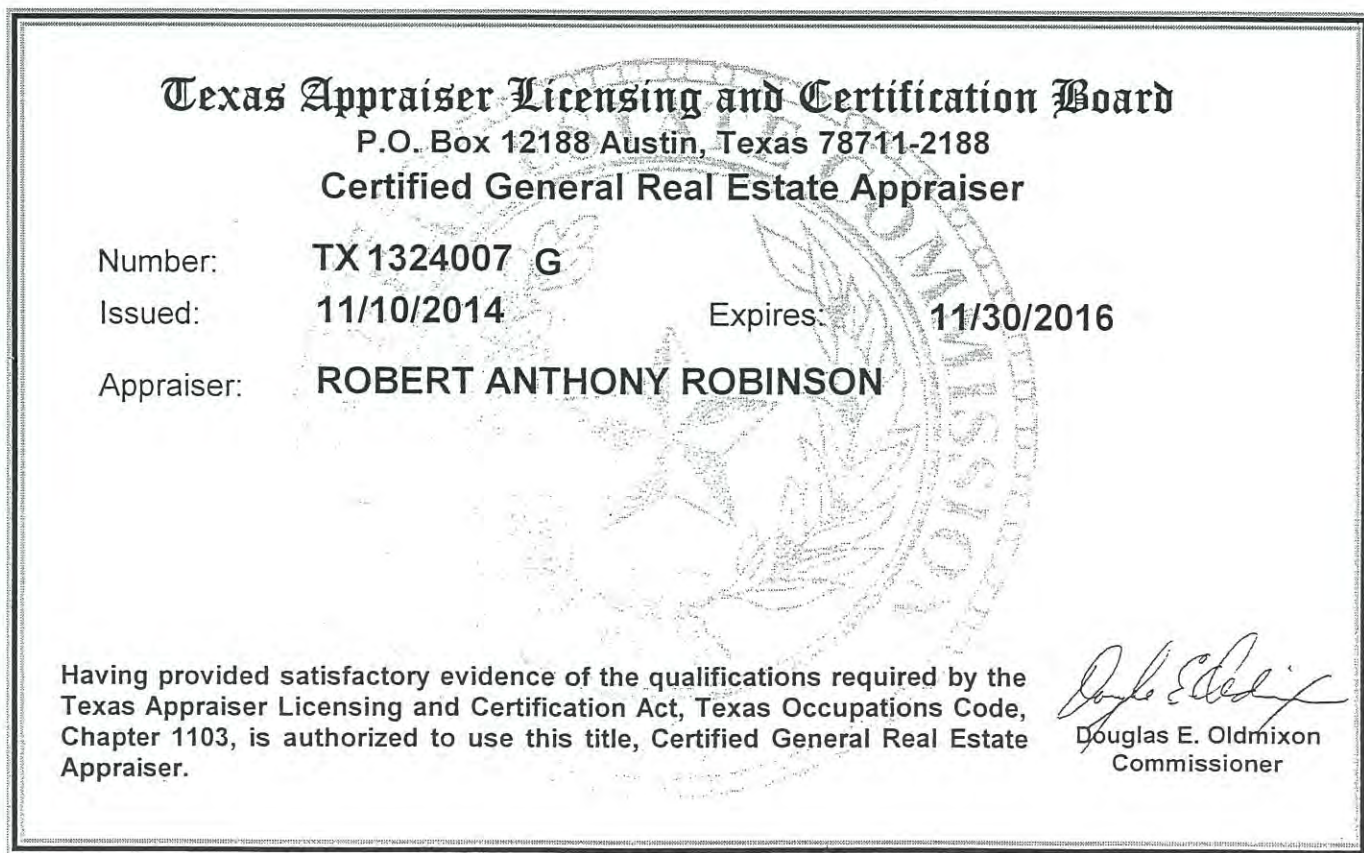 Texas Appraiser Licensing and Certification Board
P.O. Box 12188 Austin, Texas 78711-2188
Certified General Real Estate Appraiser
Number: TX 1324007 G
Issued: 11/10/2014 Expires: 11/30/2016
Appraiser: ROBERT ANTHONY ROBINSON
Having provided satisfactory evidence of the qualifications required by the
Texas Appraiser Licensing and Certification Act, Texas Occupations Code,
Chapter 1103, is authorized to use this title, Certified General Real Estate
Appraiser.
Douglas E. Oldmixon
Commissioner